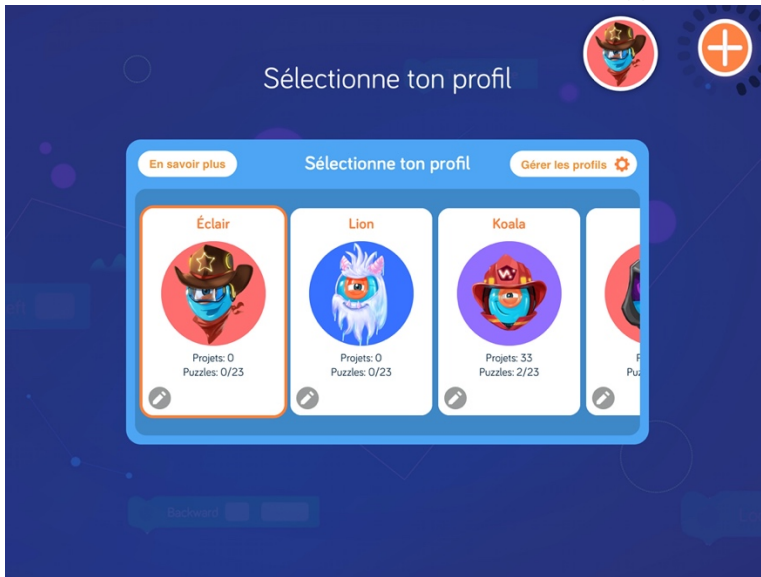 Sélectionne ton profil
En savoir plus
Sélectionne ton profil
Gérer les profils
Éclair
Lion
Koala
Projets: 0
Puzzles: 0/23
Projets: 0
Puzzles: 0/23
Projets: 33
Puzzles: 2/23
Backward